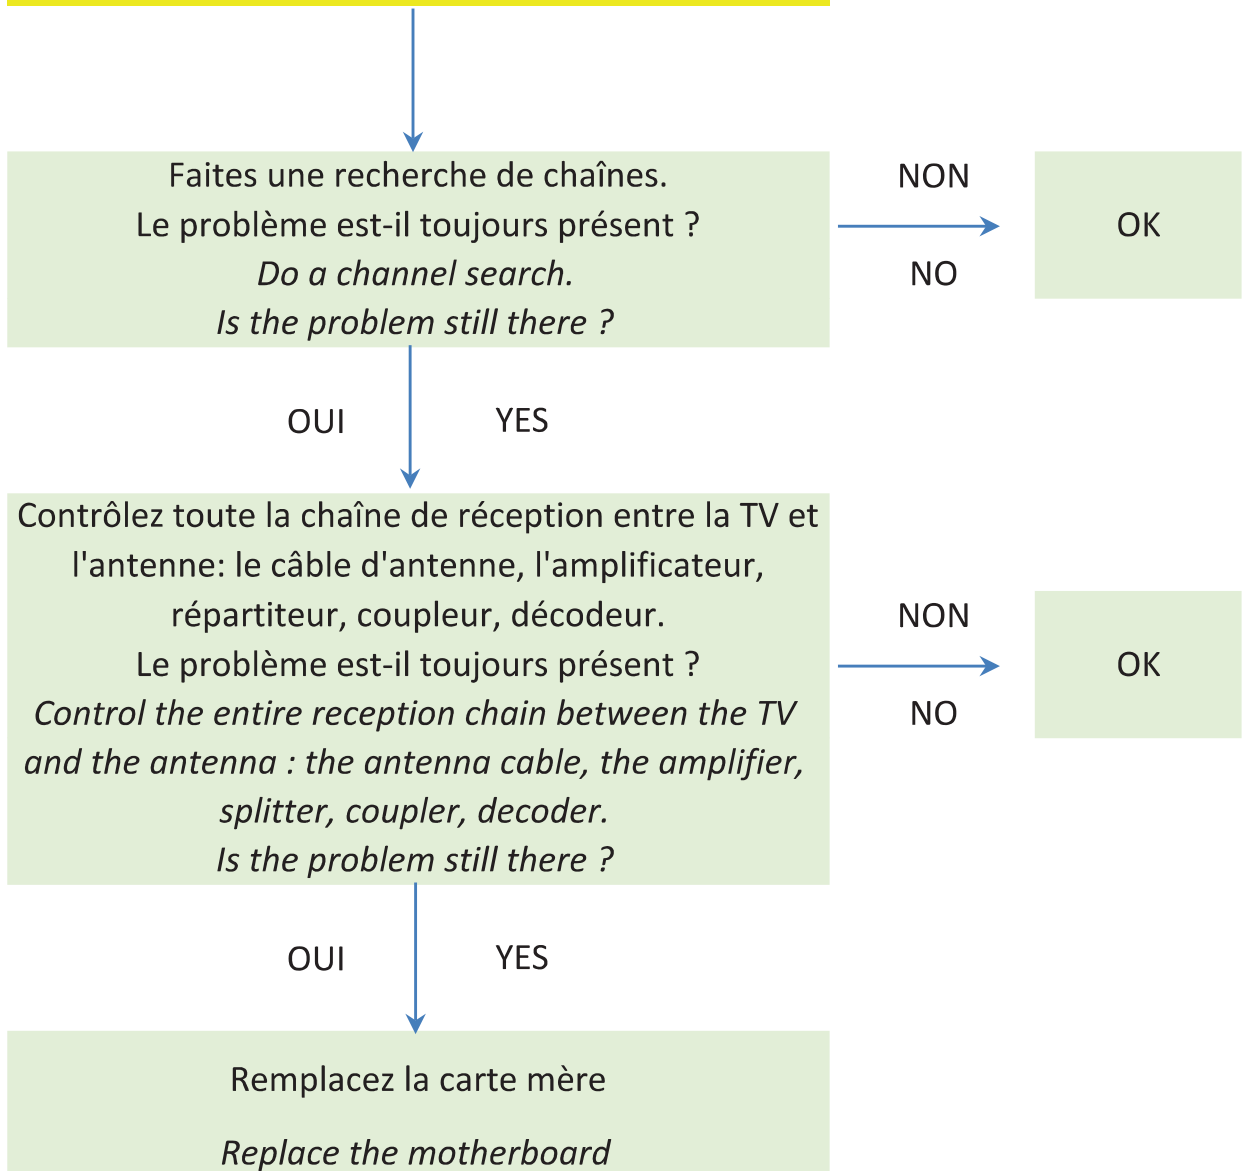 Faites une recherche de chaînes.
Le problème est-il toujours présent ?
Do a channel search.
Is the problem still there ?
NON
NO
OK
OUI YES
Contrôlez toute la chaîne de réception entre la TV et
l'antenne: le câble d'antenne, l'amplificateur,
répartiteur, coupleur, décodeur.
Le problème est-il toujours présent ?
Control the entire reception chain between the TV
and the antenna : the antenna cable, the amplifier,
splitter, coupler, decoder.
Is the problem still there ?
NON
NO
OK
OUI YES
Remplacez la carte mère
Replace the motherboard